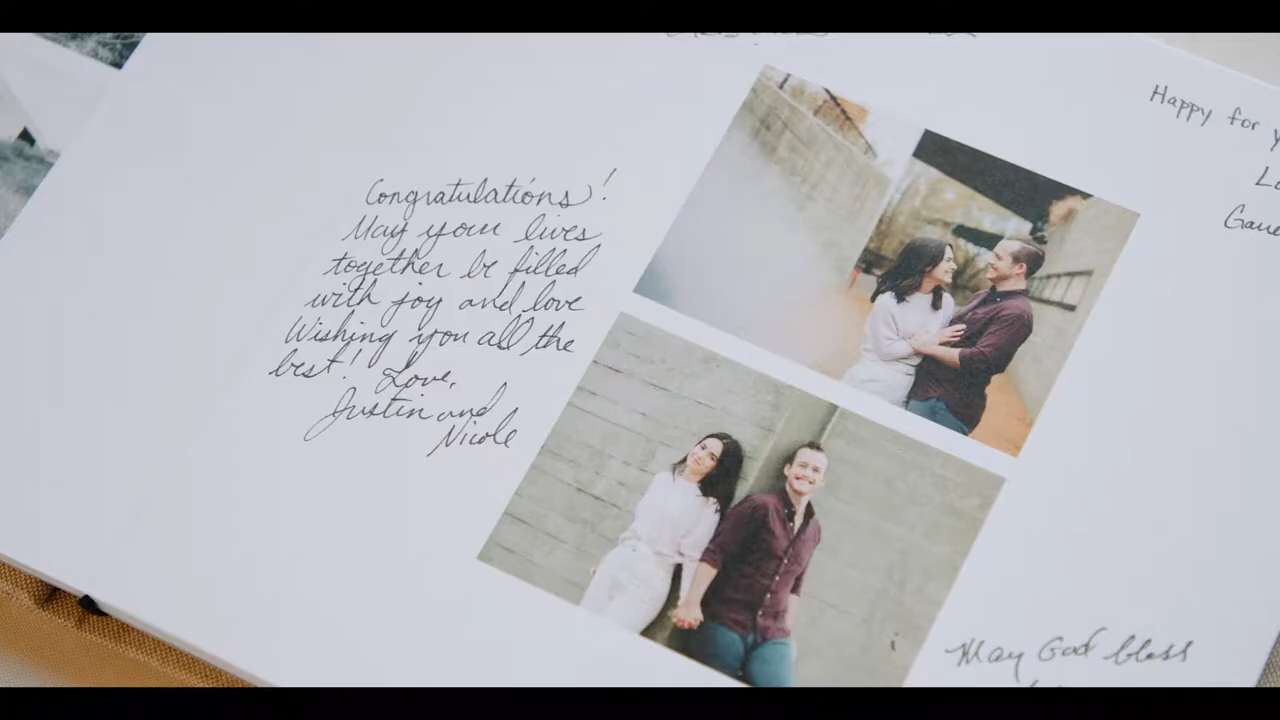 Congratulations!
May your lives
together be filled
with joy and love
Wishing you all the
best! Love,
Justin and
Nicole
Happy for
May God bless